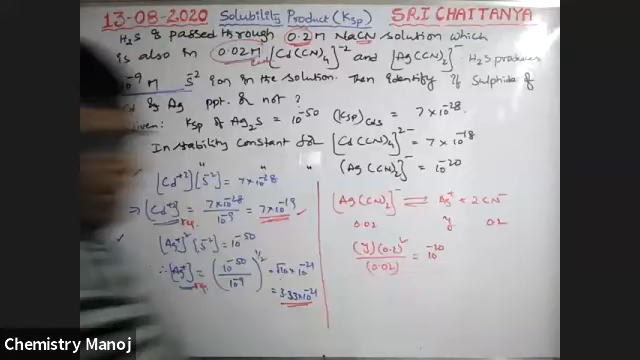 13-08-2020 Solubility Product (Ksp) SRI CHAITANYA
H₂S is passed through 0.2 M NaCN solution which
is also in 0.02 M [Cd(CN)₄]⁻² and [Ag(CN)₂]⁻ . H₂S produces
10⁻⁹ M S⁻² ion in the solution. Then identify if Sulphide of
Cd & Ag ppt. or not ?
Given: Ksp of Ag₂S = 10⁻⁵⁰ (Ksp)CdS = 7 × 10⁻²⁸
Instability Constant for [Cd(CN)₄]²⁻ = 7 × 10⁻¹⁸
" " " (Ag(CN)₂]⁻ = 10⁻²⁰
[Cd⁺²][S⁻²] = 7×10⁻²⁸
⇒ [Cd⁺²]req. = 7×10⁻²⁸ / 10⁻⁹ = 7×10⁻¹⁹ ✓
[Ag⁺]² [S⁻²] = 10⁻⁵⁰
∴ [Ag⁺]req. = (10⁻⁵⁰ / 10⁻⁹)^1/2 = √10 × 10⁻²¹
= 3.33×10⁻²¹
[Ag(CN)₂]⁻ ⇌ Ag⁺ + 2CN⁻
0.02 y 0.2
(y)(0.2)² / (0.02) = 10⁻²⁰
Chemistry Manoj